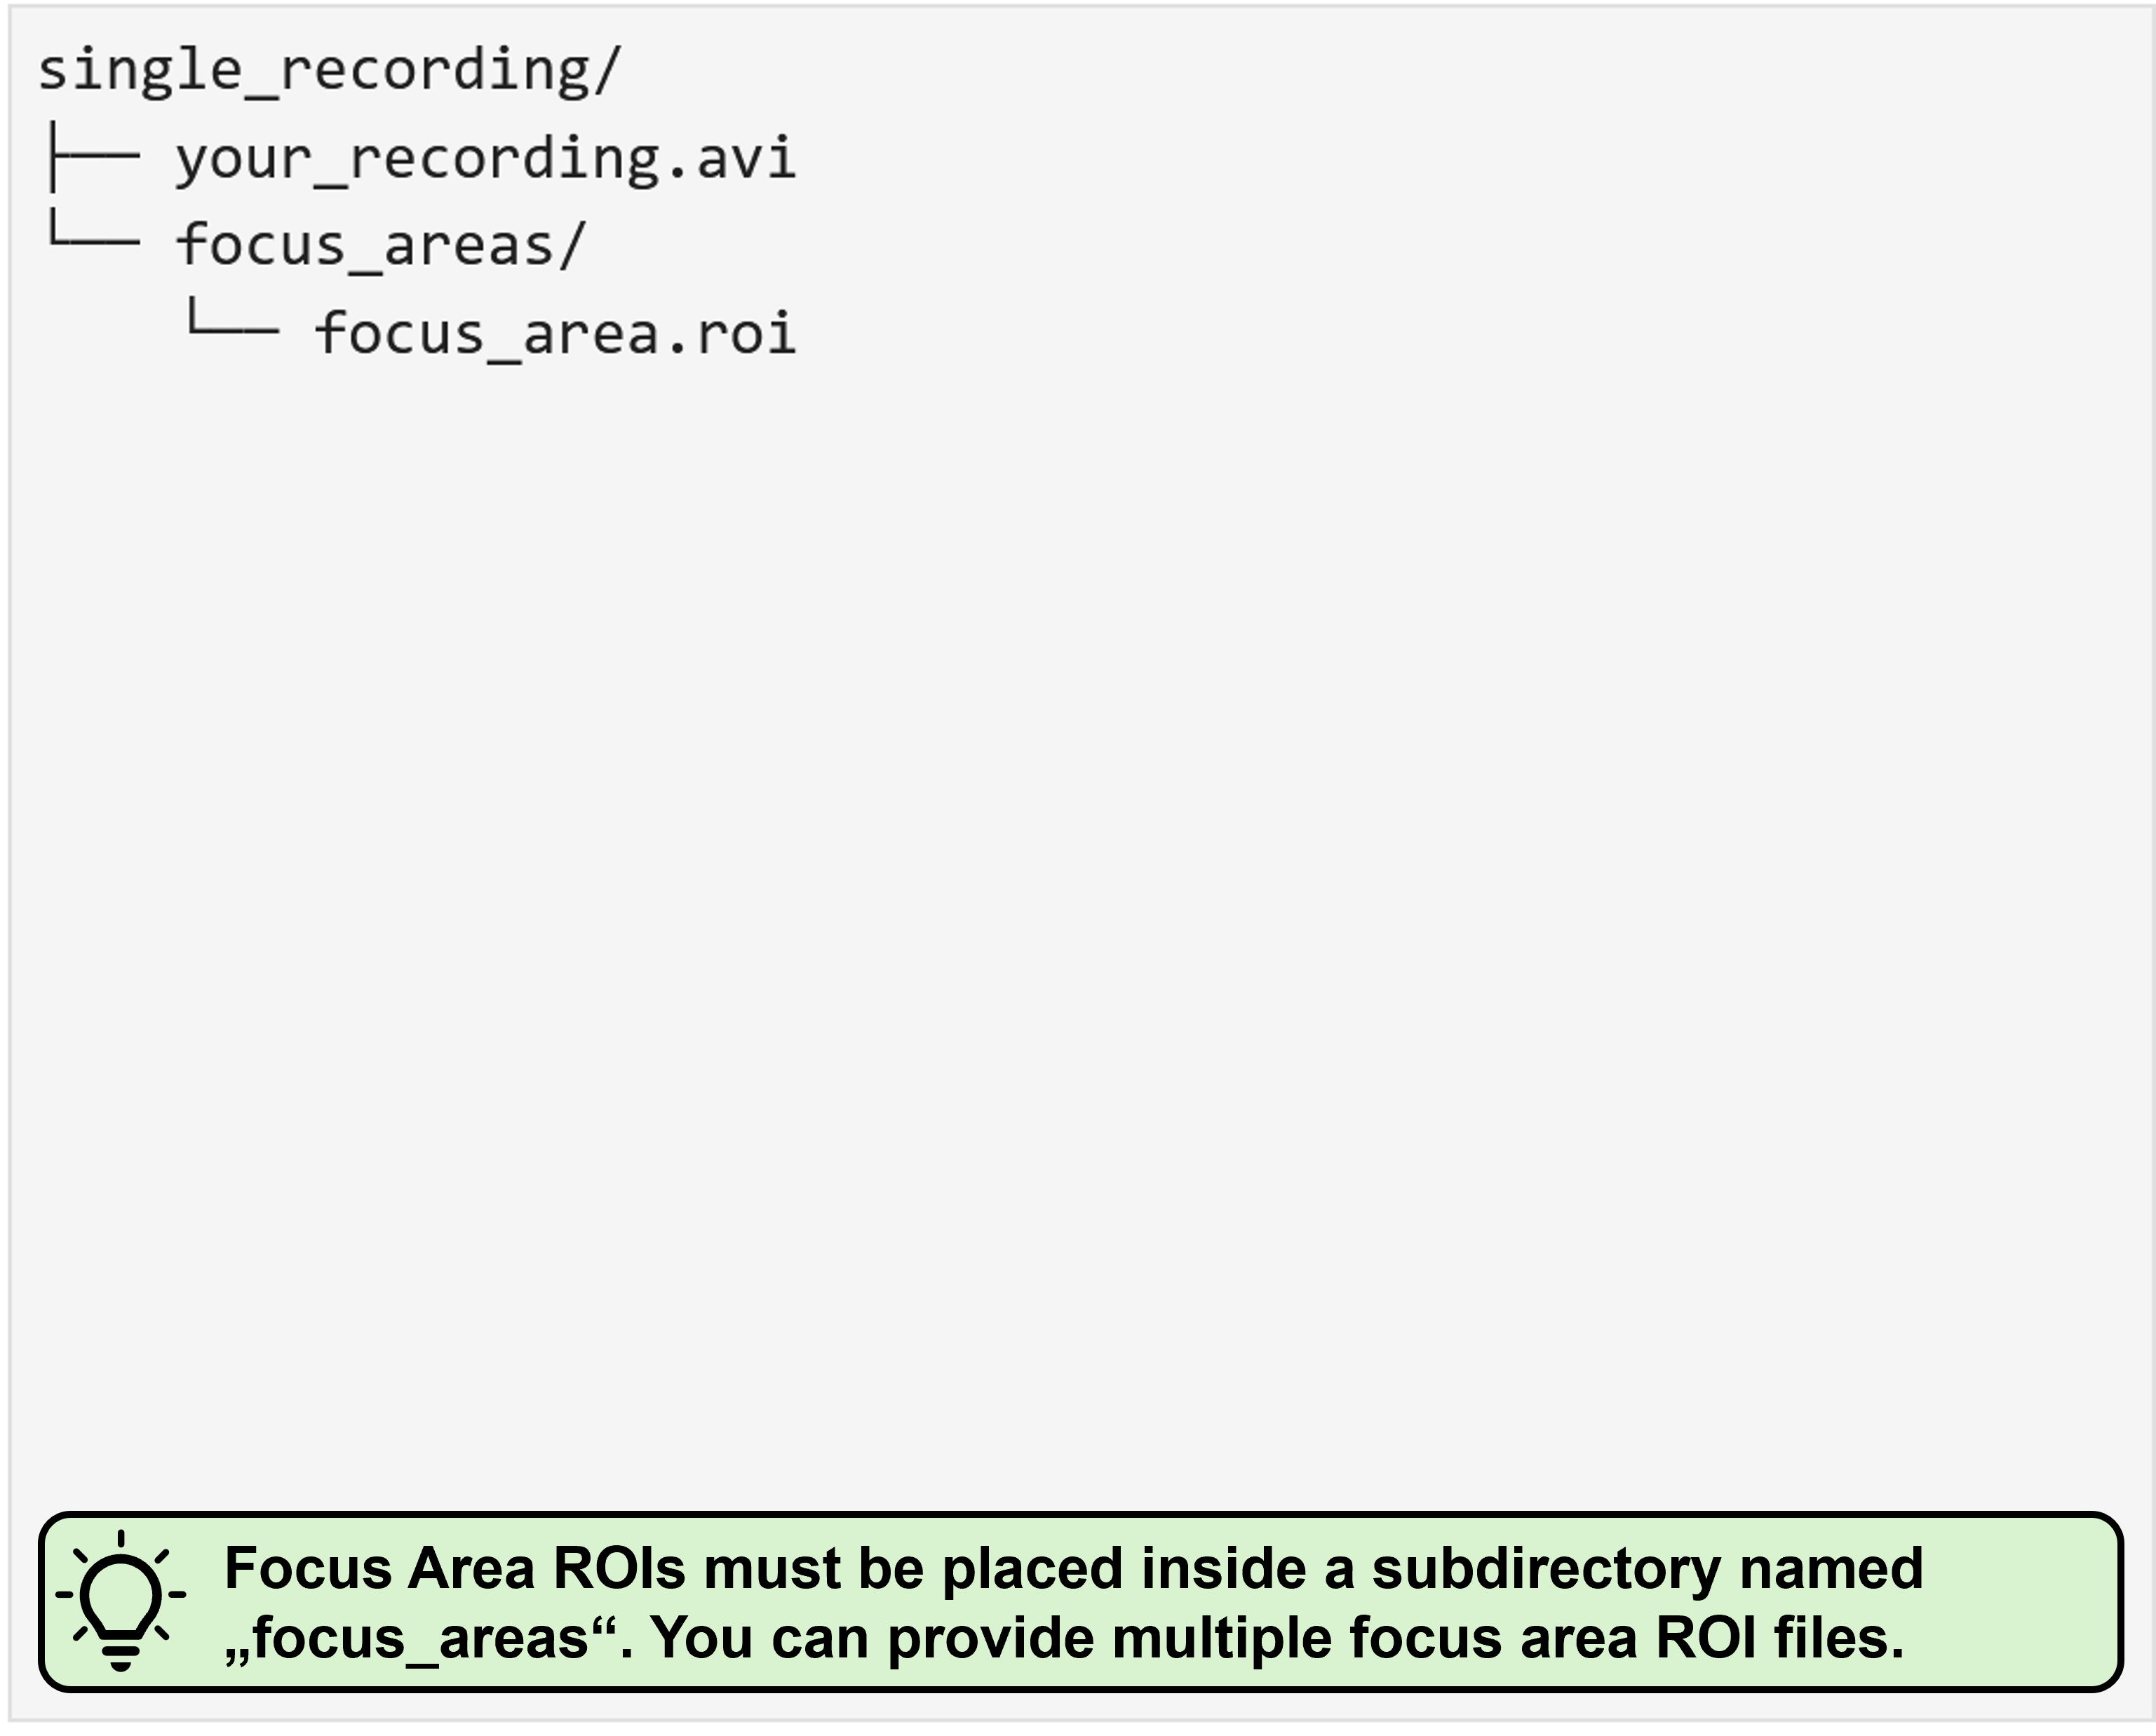 single_recording/
├── your_recording.avi
└── focus_areas/
    └── focus_area.roi
Focus Area ROIs must be placed inside a subdirectory named
„focus_areas“. You can provide multiple focus area ROI files.